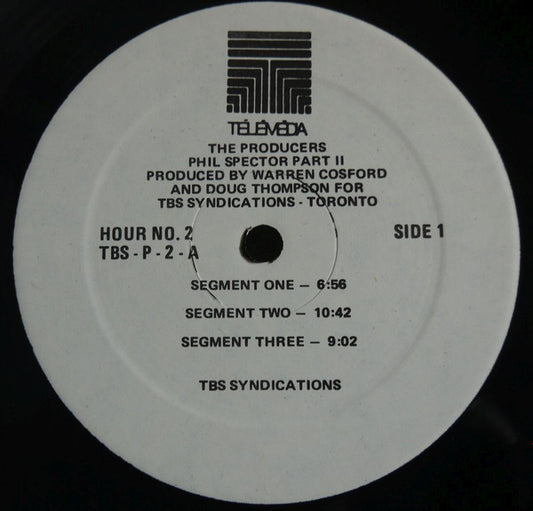 TÉLÉMÉDIA
THE PRODUCERS
PHIL SPECTOR PART II
PRODUCED BY WARREN COSFORD
AND DOUG THOMPSON FOR
TBS SYNDICATIONS - TORONTO
HOUR NO. 2 SIDE 1
TBS - P - 2 - A
SEGMENT ONE — 6:56
SEGMENT TWO — 10:42
SEGMENT THREE — 9:02
TBS SYNDICATIONS